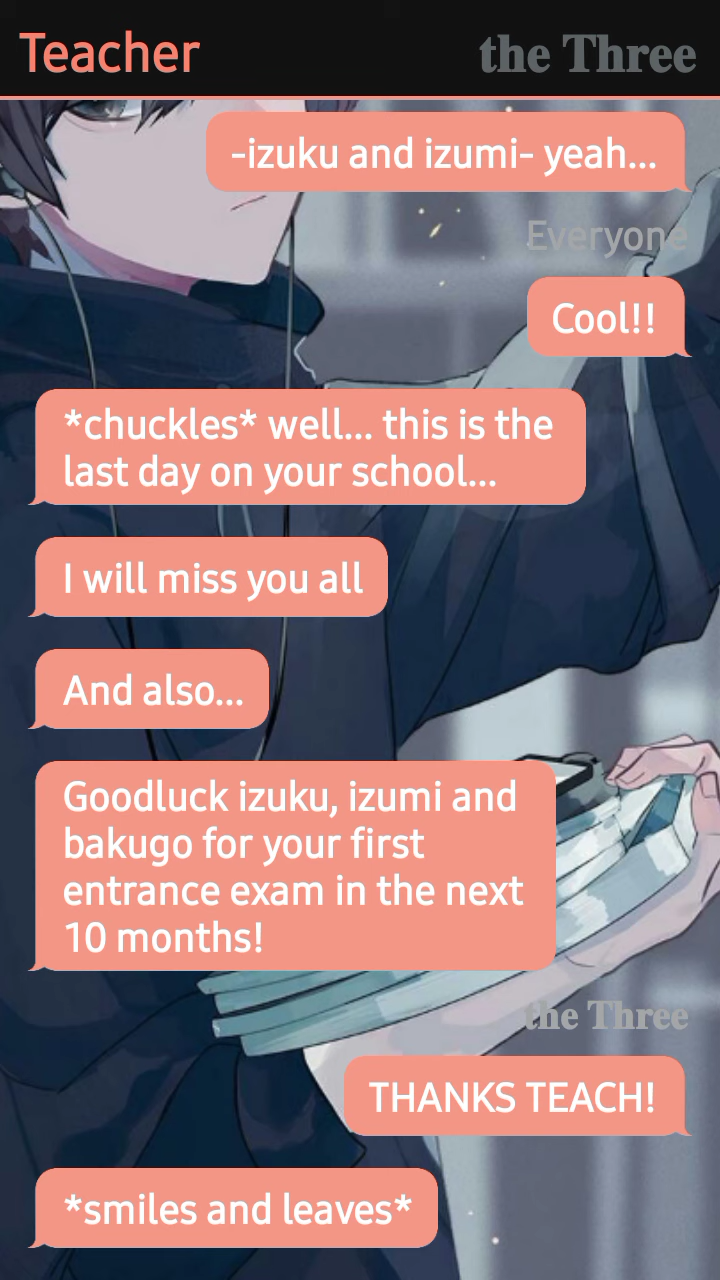 Teacher
the Three
-izuku and izumi- yeah...
Everyone
Cool!!
*chuckles* well... this is the
last day on your school...
I will miss you all
And also...
Goodluck izuku, izumi and
bakugo for your first
entrance exam in the next
10 months!
the Three
THANKS TEACH!
*smiles and leaves*